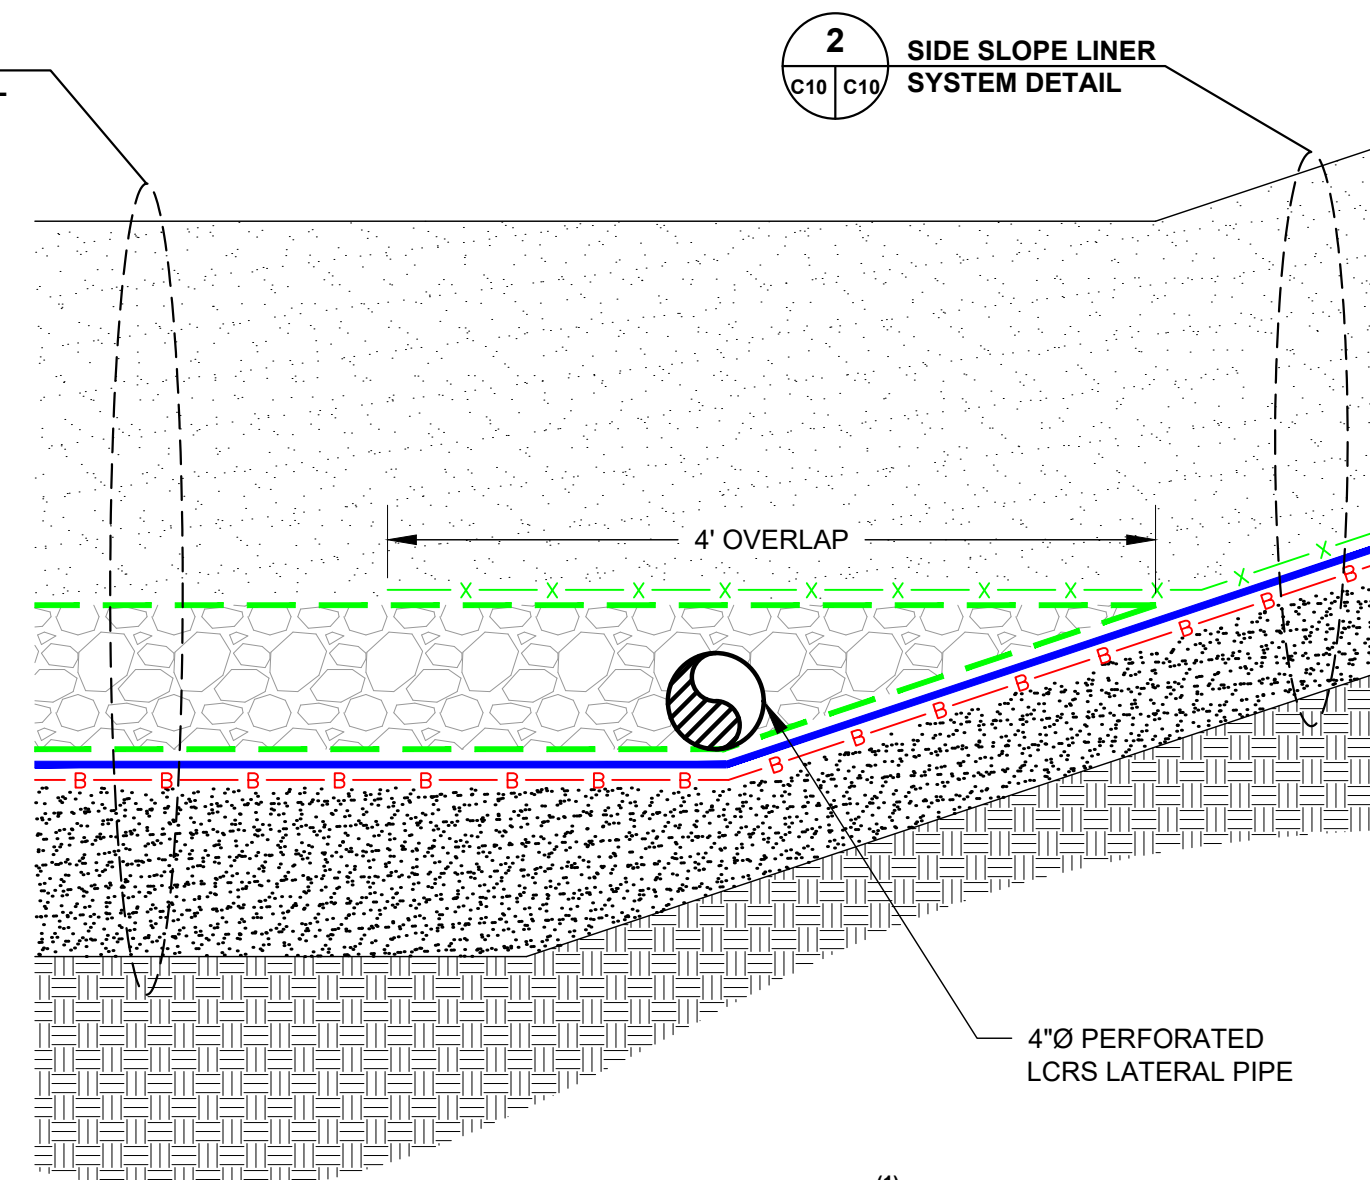 2
C10 C10
SIDE SLOPE LINER
SYSTEM DETAIL
4' OVERLAP
X X X X X X X X X X X
B B B B B B B B B B B B B B B B
4"Ø PERFORATED
LCRS LATERAL PIPE